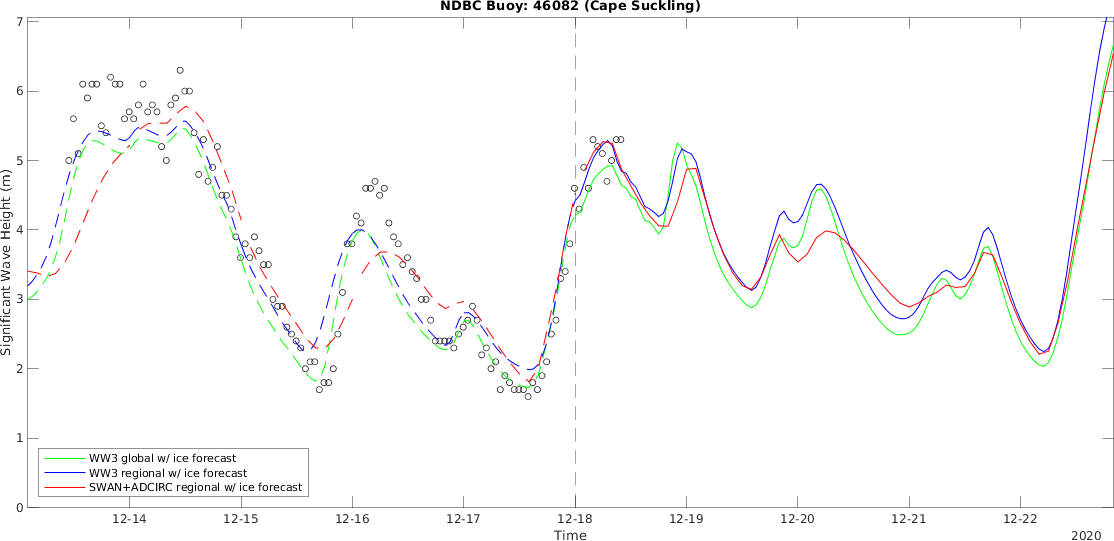 NDBC Buoy: 46082 (Cape Suckling)
Significant Wave Height (m)
7
6
5
4
3
2
1
0
WW3 global w/ ice forecast
WW3 regional w/ ice forecast
SWAN+ADCIRC regional w/ ice forecast
12-14 12-15 12-16 12-17 12-18 12-19 12-20 12-21 12-22
Time
2020